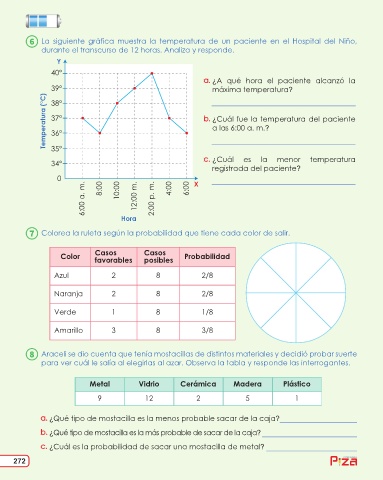 6 La siguiente gráfica muestra la temperatura de un paciente en el Hospital del Niño,
durante el transcurso de 12 horas. Analizo y respondo.
Y
40°
39°
38°
37°
36°
35°
34°
0
Temperatura (°C)
6:00 a. m.
8:00
10:00
12:00 m.
2:00 p. m.
4:00
6:00
X
Hora
a. ¿A qué hora el paciente alcanzó la
máxima temperatura?
b. ¿Cuál fue la temperatura del paciente
a las 6:00 a. m.?
c. ¿Cuál es la menor temperatura
registrada del paciente?
7 Colorea la ruleta según la probabilidad que tiene cada color de salir.
Color Casos favorables Casos posibles Probabilidad
Azul 2 8 2/8
Naranja 2 8 2/8
Verde 1 8 1/8
Amarillo 3 8 3/8
8 Araceli se dio cuenta que tenía mostacillas de distintos materiales y decidió probar suerte
para ver cuál le salía al elegirlas al azar. Observa la tabla y responde las interrogantes.
Metal Vidrio Cerámica Madera Plástico
9 12 2 5 1
a. ¿Qué tipo de mostacilla es la menos probable sacar de la caja?
b. ¿Qué tipo de mostacilla es la más probable de sacar de la caja?
c. ¿Cuál es la probabilidad de sacar una mostacilla de metal?
272
Piza